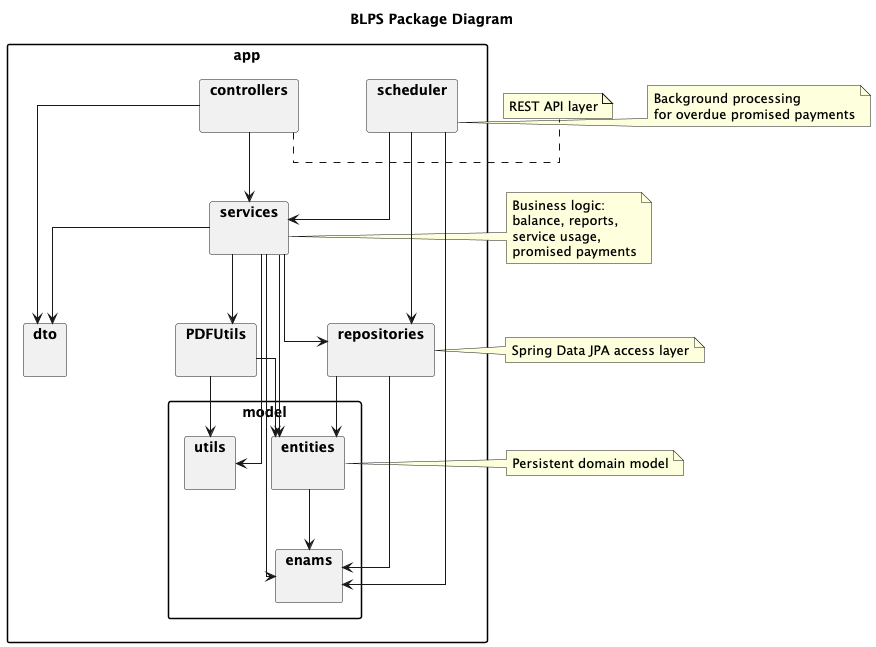 BLPS Package Diagram
app
controllers
scheduler
REST API layer
Background processing
for overdue promised payments
services
Business logic:
balance, reports,
service usage,
promised payments
dto
PDFUtils
repositories
Spring Data JPA access layer
model
utils
entities
Persistent domain model
enams